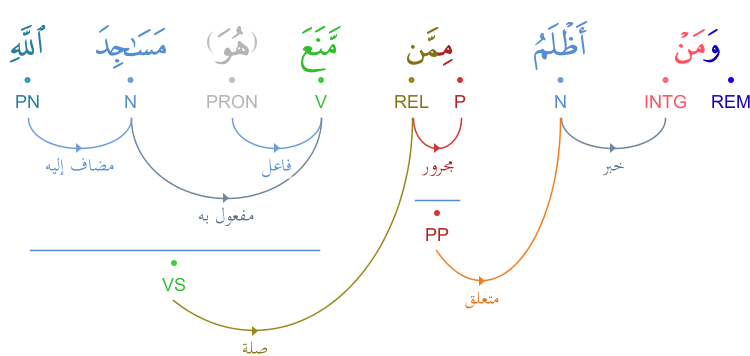 وَمَنْ أَظْلَمُ مِمَّن مَّنَعَ (هُوَ) مَسَـٰجِدَ ٱللَّهِ
REM INTG N P REL V PRON N PN
خبر مجرور فاعل مضاف إليه
مفعول به
PP
VS
متعلق
صلة